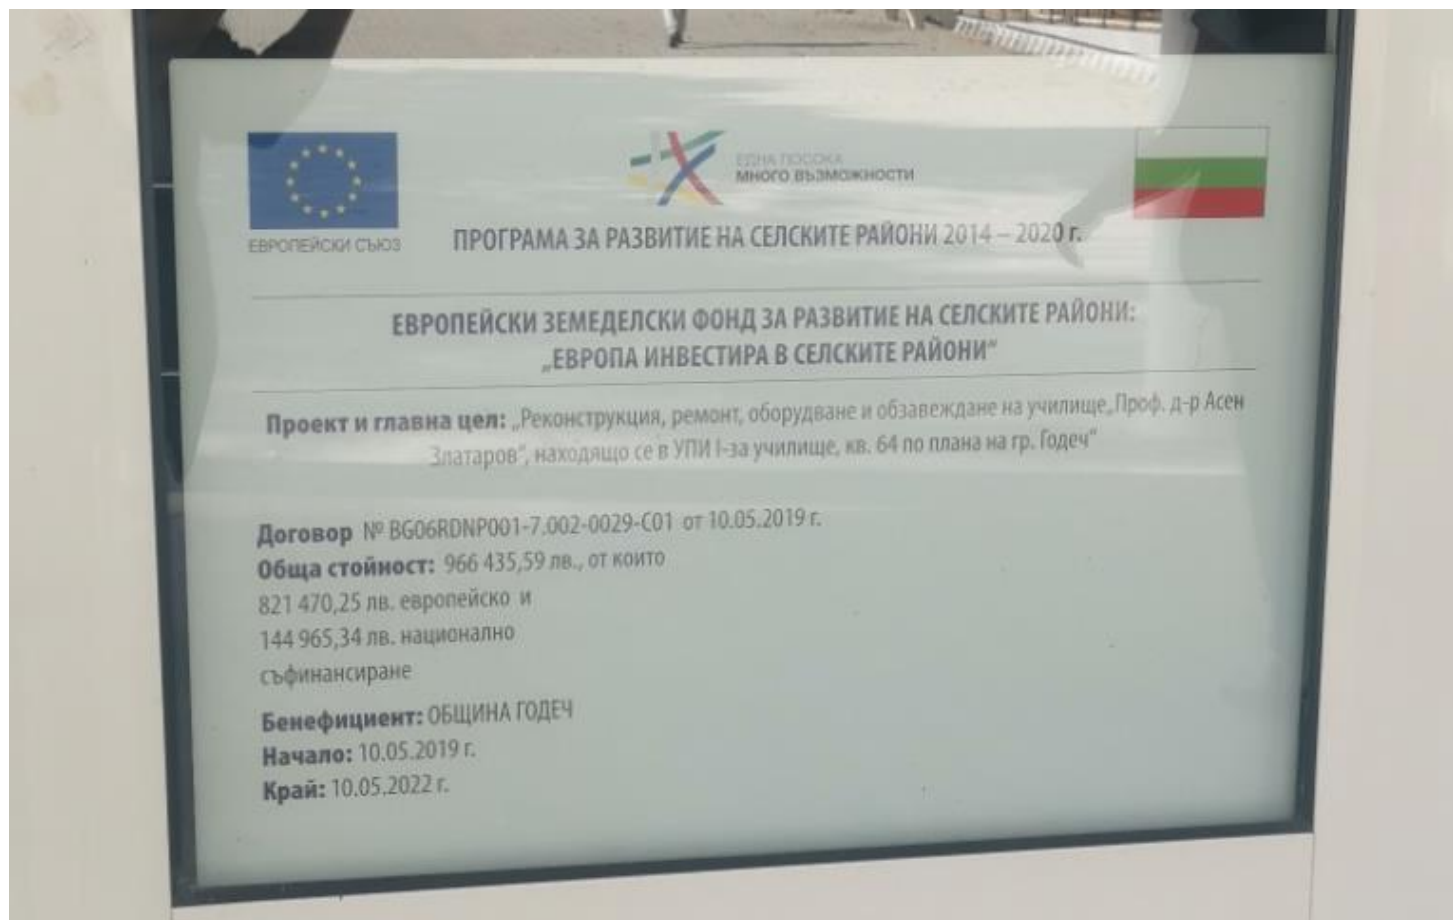 ЕДНА ПОСОКА
МНОГО ВЪЗМОЖНОСТИ
ЕВРОПЕЙСКИ СЪЮЗ
ПРОГРАМА ЗА РАЗВИТИЕ НА СЕЛСКИТЕ РАЙОНИ 2014 – 2020 г.
ЕВРОПЕЙСКИ ЗЕМЕДЕЛСКИ ФОНД ЗА РАЗВИТИЕ НА СЕЛСКИТЕ РАЙОНИ:
„ЕВРОПА ИНВЕСТИРА В СЕЛСКИТЕ РАЙОНИ“
Проект и главна цел: „Реконструкция, ремонт, оборудване и обзавеждане на училище„Проф. д-р Асен
Златаров“, находящо се в УПИ I-за училище, кв. 64 по плана на гр. Годеч“
Договор № BG06RDNP001-7.002-0029-C01 от 10.05.2019 г.
Обща стойност: 966 435,59 лв., от които
821 470,25 лв. европейско и
144 965,34 лв. национално
съфинансиране
Бенефициент: ОБЩИНА ГОДЕЧ
Начало: 10.05.2019 г.
Край: 10.05.2022 г.